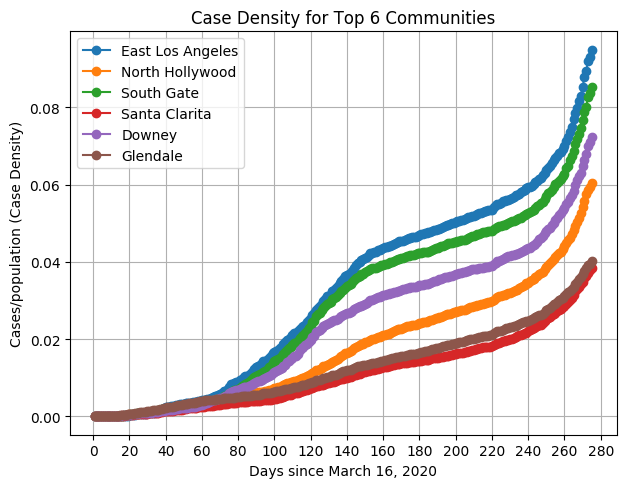 Case Density for Top 6 Communities
East Los Angeles
North Hollywood
South Gate
Santa Clarita
Downey
Glendale
Cases/population (Case Density)
0.08
0.06
0.04
0.02
0.00
0 20 40 60 80 100 120 140 160 180 200 220 240 260 280
Days since March 16, 2020